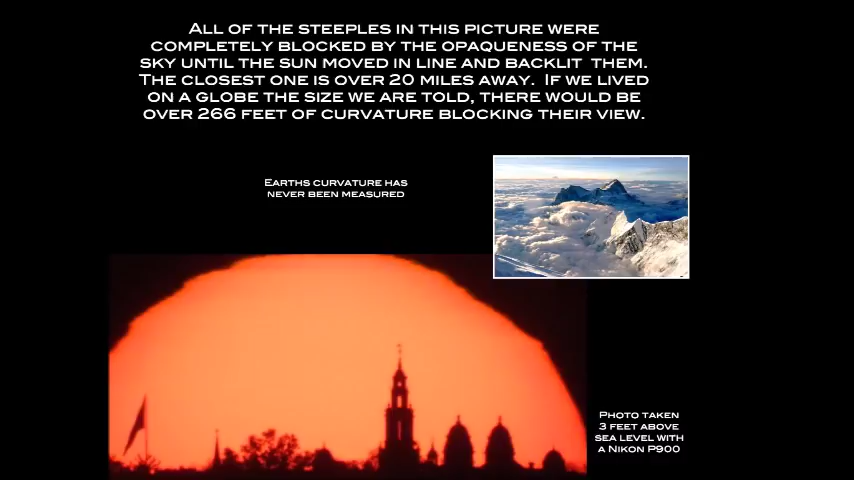 ALL OF THE STEEPLES IN THIS PICTURE WERE
COMPLETELY BLOCKED BY THE OPAQUENESS OF THE
SKY UNTIL THE SUN MOVED IN LINE AND BACKLIT THEM.
THE CLOSEST ONE IS OVER 20 MILES AWAY. IF WE LIVED
ON A GLOBE THE SIZE WE ARE TOLD, THERE WOULD BE
OVER 266 FEET OF CURVATURE BLOCKING THEIR VIEW.
EARTHS CURVATURE HAS
NEVER BEEN MEASURED
PHOTO TAKEN
3 FEET ABOVE
SEA LEVEL WITH
A NIKON P900